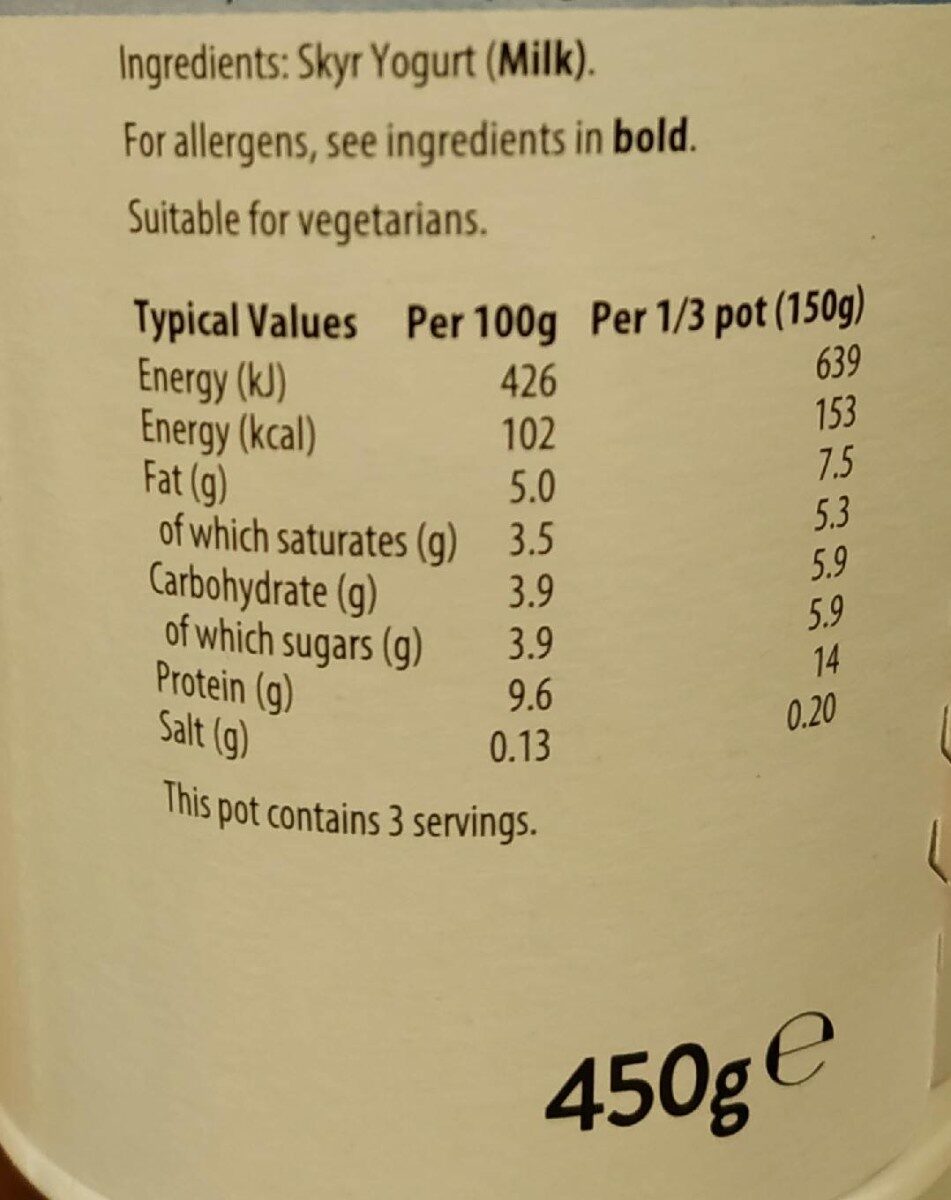 Ingredients: Skyr Yogurt (Milk).
For allergens, see ingredients in bold.
Suitable for vegetarians.
Typical Values Per 100g Per 1/3 pot (150g)
Energy (kJ) 426 639
Energy (kcal) 102 153
Fat (g) 5.0 7.5
of which saturates (g) 3.5 5.3
Carbohydrate (g) 3.9 5.9
of which sugars (g) 3.9 5.9
Protein (g) 9.6 14
Salt (g) 0.13 0.20
This pot contains 3 servings.
450g e